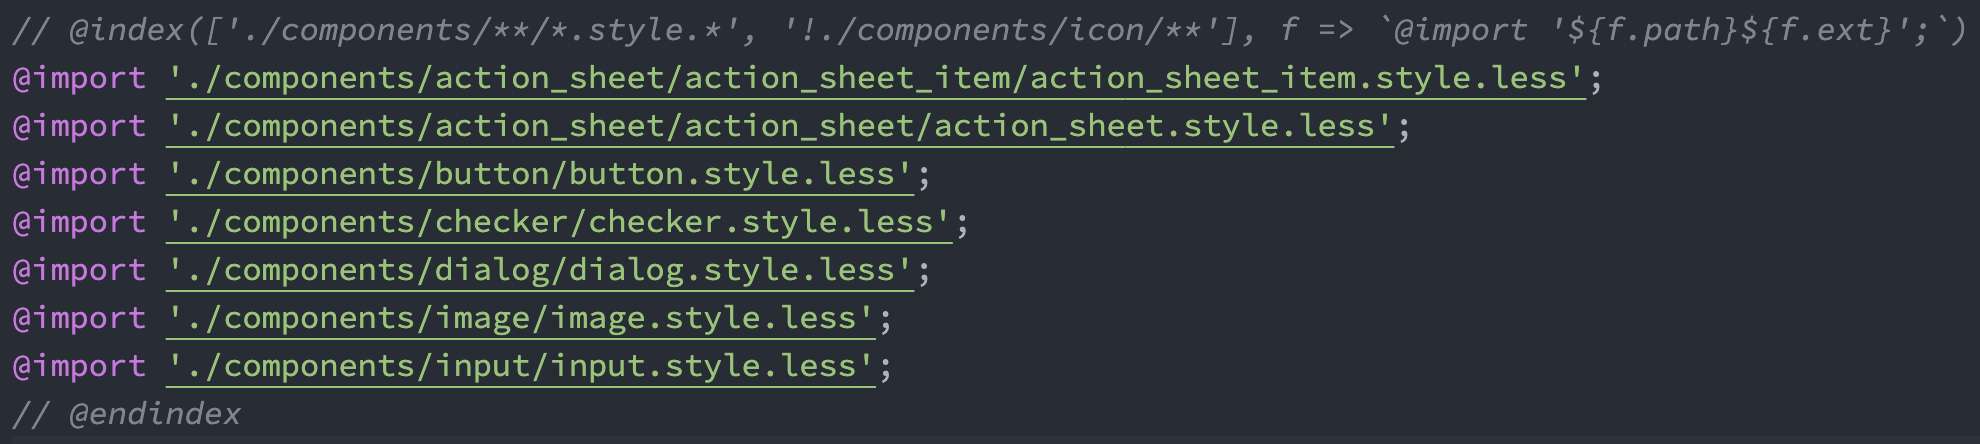 // @index(['./components/**/*.style.*', '!./components/icon/**'], f => `@import '${f.path}${f.ext}';`)
@import './components/action_sheet/action_sheet_item/action_sheet_item.style.less';
@import './components/action_sheet/action_sheet/action_sheet.style.less';
@import './components/button/button.style.less';
@import './components/checker/checker.style.less';
@import './components/dialog/dialog.style.less';
@import './components/image/image.style.less';
@import './components/input/input.style.less';
// @endindex